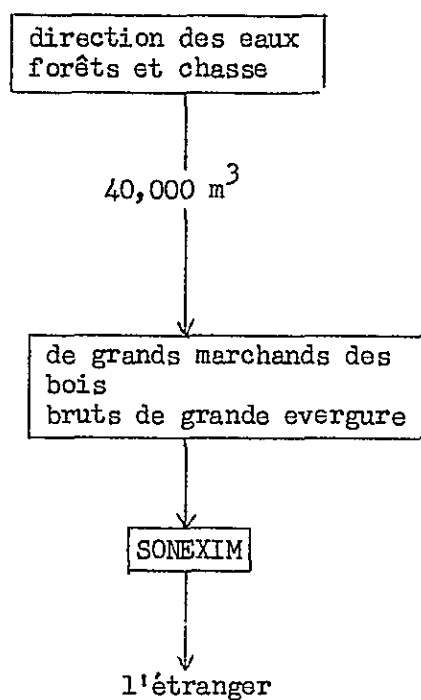 direction des eaux
forêts et chasse
40,000 m³
de grands marchands des
bois
bruts de grande evergure
SONEXIM
l'étranger